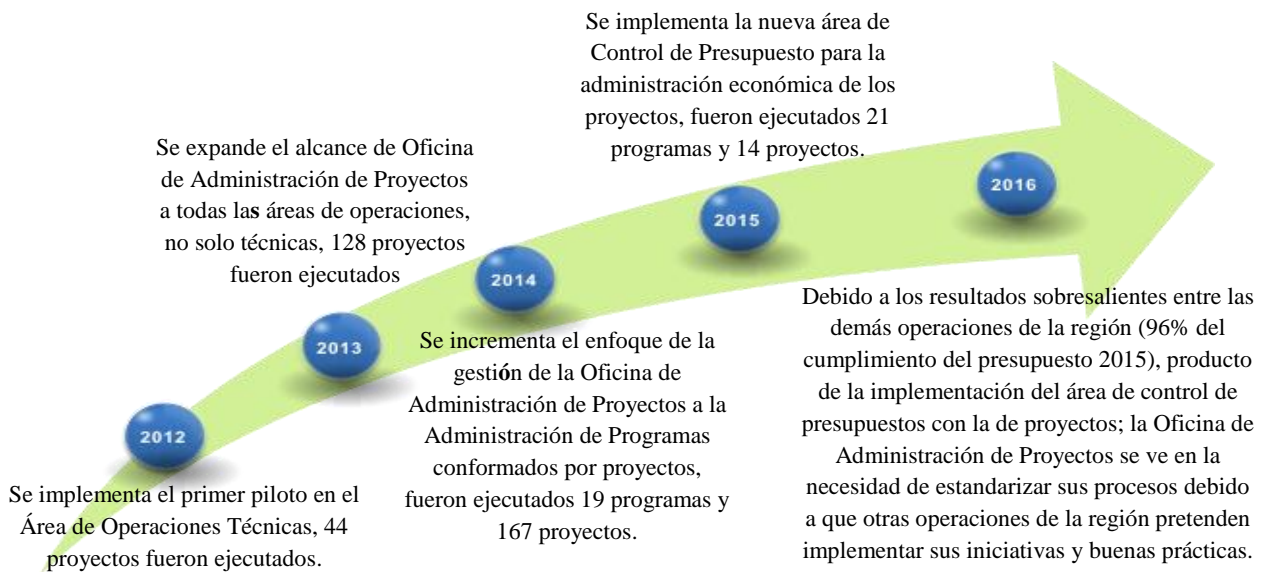 2012
Se implementa el primer piloto en el
Área de Operaciones Técnicas, 44
proyectos fueron ejecutados.
Se expande el alcance de Oficina
de Administración de Proyectos
a todas las áreas de operaciones,
no solo técnicas, 128 proyectos
fueron ejecutados
2013
2014
Se incrementa el enfoque de la
gestión de la Oficina de
Administración de Proyectos a la
Administración de Programas
conformados por proyectos,
fueron ejecutados 19 programas y
167 proyectos.
Se implementa la nueva área de
Control de Presupuesto para la
administración económica de los
proyectos, fueron ejecutados 21
programas y 14 proyectos.
2015
2016
Debido a los resultados sobresalientes entre las
demás operaciones de la región (96% del
cumplimiento del presupuesto 2015), producto
de la implementación del área de control de
presupuestos con la de proyectos; la Oficina de
Administración de Proyectos se ve en la
necesidad de estandarizar sus procesos debido
a que otras operaciones de la región pretenden
implementar sus iniciativas y buenas prácticas.